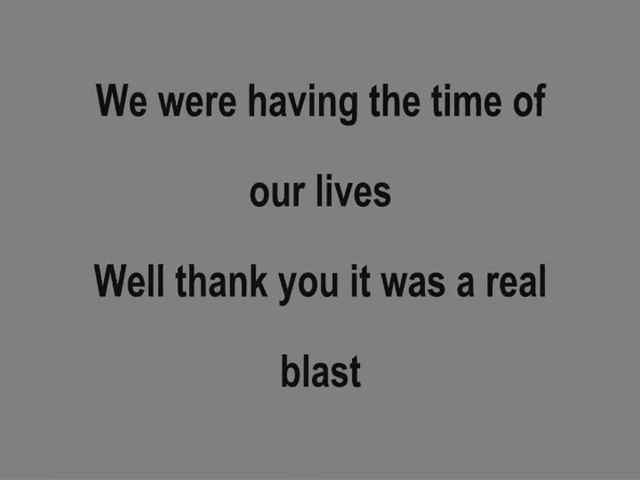 We were having the time of
our lives
Well thank you it was a real
blast